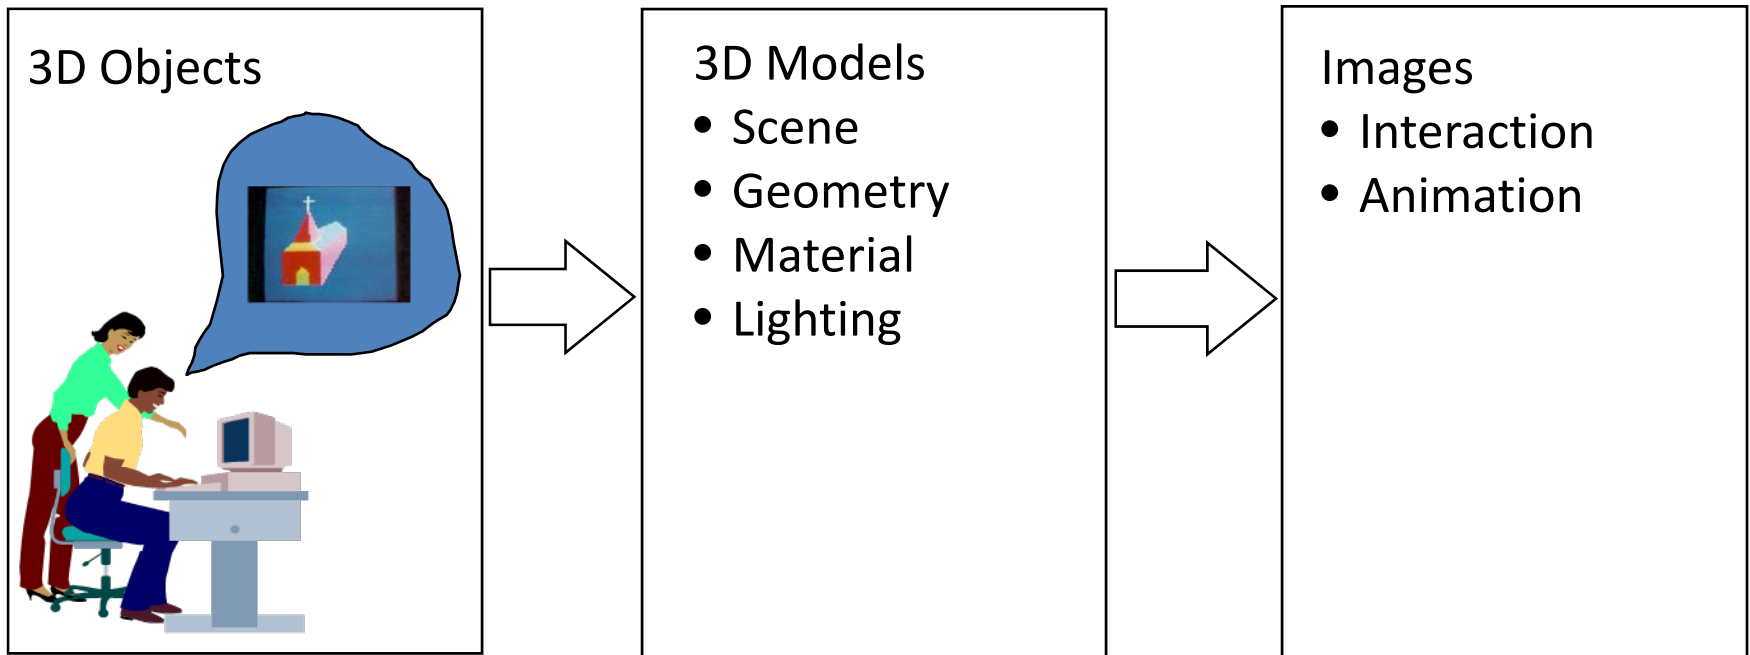 3D Objects
3D Models
• Scene
• Geometry
• Material
• Lighting
Images
• Interaction
• Animation